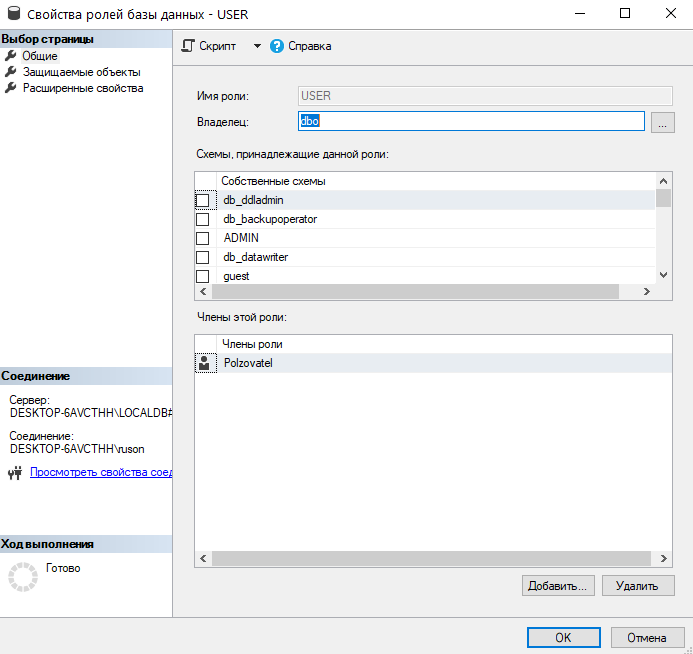 Свойства ролей базы данных - USER
Выбор страницы
Общие
Защищаемые объекты
Расширенные свойства
Скрипт
Справка
Имя роли:
USER
Владелец:
dbo
...
Схемы, принадлежащие данной роли:
Собственные схемы
db_ddladmin
db_backupoperator
ADMIN
db_datawriter
guest
Члены этой роли:
Члены роли
Polzovatel
Соединение
Сервер:
DESKTOP-6AVCTHH\LOCALDB#
Соединение:
DESKTOP-6AVCTHH\ruson
Просмотреть свойства соед
Ход выполнения
Готово
Добавить...
Удалить
OK
Отмена